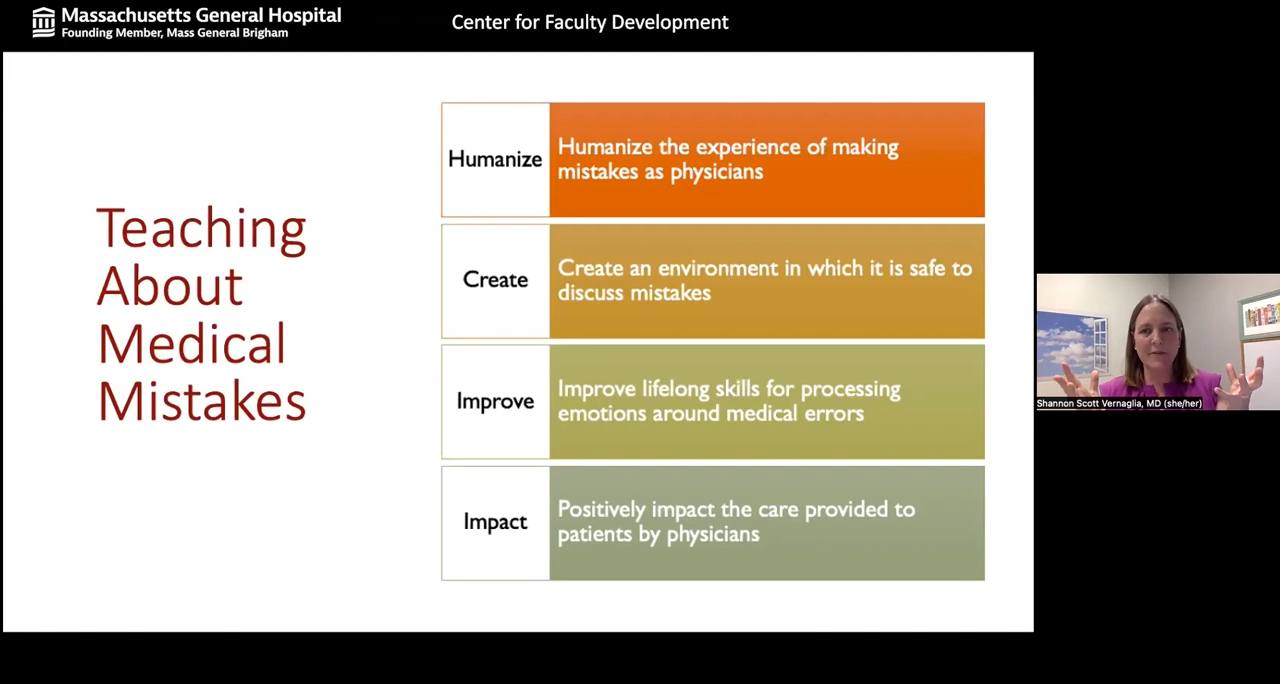 Massachusetts General Hospital
Founding Member, Mass General Brigham
Center for Faculty Development
Teaching
About
Medical
Mistakes
Humanize
Humanize the experience of making
mistakes as physicians
Create
Create an environment in which it is safe to
discuss mistakes
Improve
Improve lifelong skills for processing
emotions around medical errors
Impact
Positively impact the care provided to
patients by physicians
Shannon Scott Vernaglia, MD (she/her)